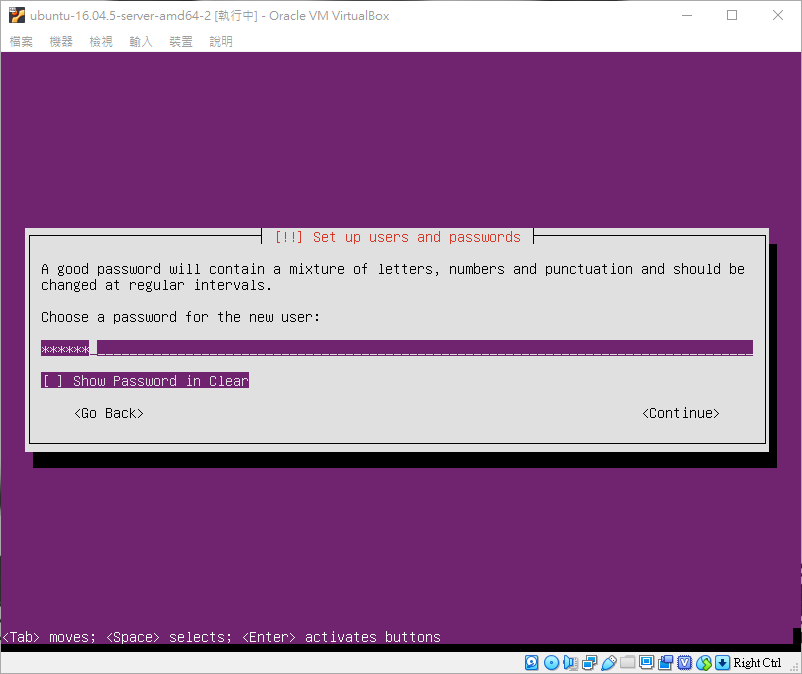 ubuntu-16.04.5-server-amd64-2 [執行中] - Oracle VM VirtualBox
檔案 機器 檢視 輸入 裝置 說明
[!!] Set up users and passwords
A good password will contain a mixture of letters, numbers and punctuation and should be
changed at regular intervals.
Choose a password for the new user:
******
[ ] Show Password in Clear
<Go Back> <Continue>
<Tab> moves; <Space> selects; <Enter> activates buttons
Right Ctrl